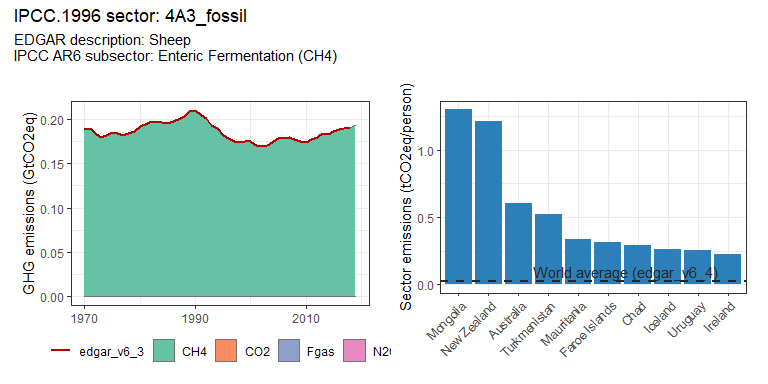 IPCC.1996 sector: 4A3_fossil
EDGAR description: Sheep
IPCC AR6 subsector: Enteric Fermentation (CH4)
GHG emissions (GtCO2eq)
0.20
0.15
0.10
0.05
0.00
1970
1990
2010
edgar_v6_3
CH4
CO2
Fgas
Sector emissions (tCO2eq/person)
1.0
0.5
0.0
World average (edgar_v6_4)
Mongolia
New Zealand
Australia
Turkmenistan
Mauritania
Faroe Islands
Chad
Iceland
Uruguay
Ireland